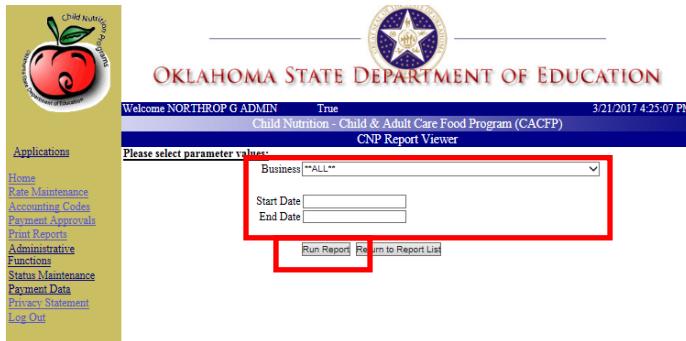 Child Nutrition Programs
Department of Education
OKLAHOMA STATE DEPARTMENT OF EDUCATION
Welcome NORTHROP G ADMIN True 3/21/2017 4:25:07 PM
Child Nutrition - Child & Adult Care Food Program (CACFP)
CNP Report Viewer
Applications
Please select parameter values:
Business **ALL**
Home
Rate Maintenance
Start Date
Accounting Codes
End Date
Payment Approvals
Print Reports
Run Report Return to Report List
Administrative
Functions
Status Maintenance
Payment Data
Privacy Statement
Log Out